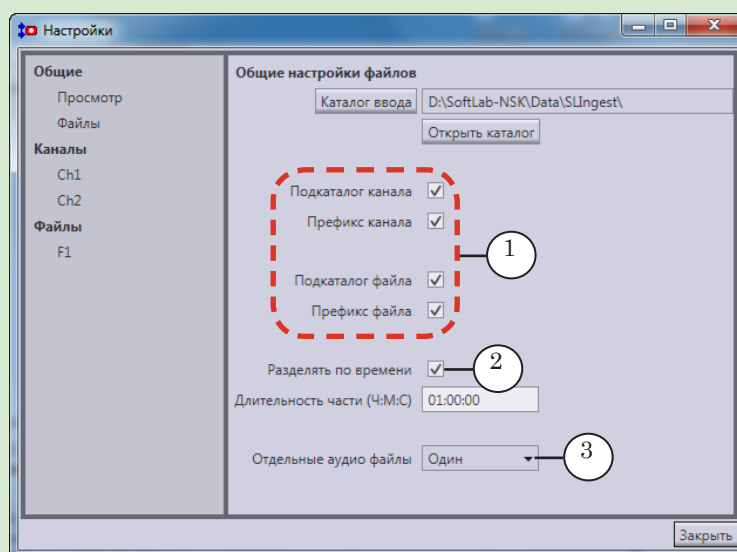 Настройки
Общие
Просмотр
Файлы
Каналы
Ch1
Ch2
Файлы
F1
Общие настройки файлов
Каталог ввода D:\SoftLab-NSK\Data\SLIngest\
Открыть каталог
Подкаталог канала
Префикс канала
1
Подкаталог файла
Префикс файла
Разделять по времени 2
Длительность части (Ч:М:С) 01:00:00
Отдельные аудио файлы Один 3
Закрыть